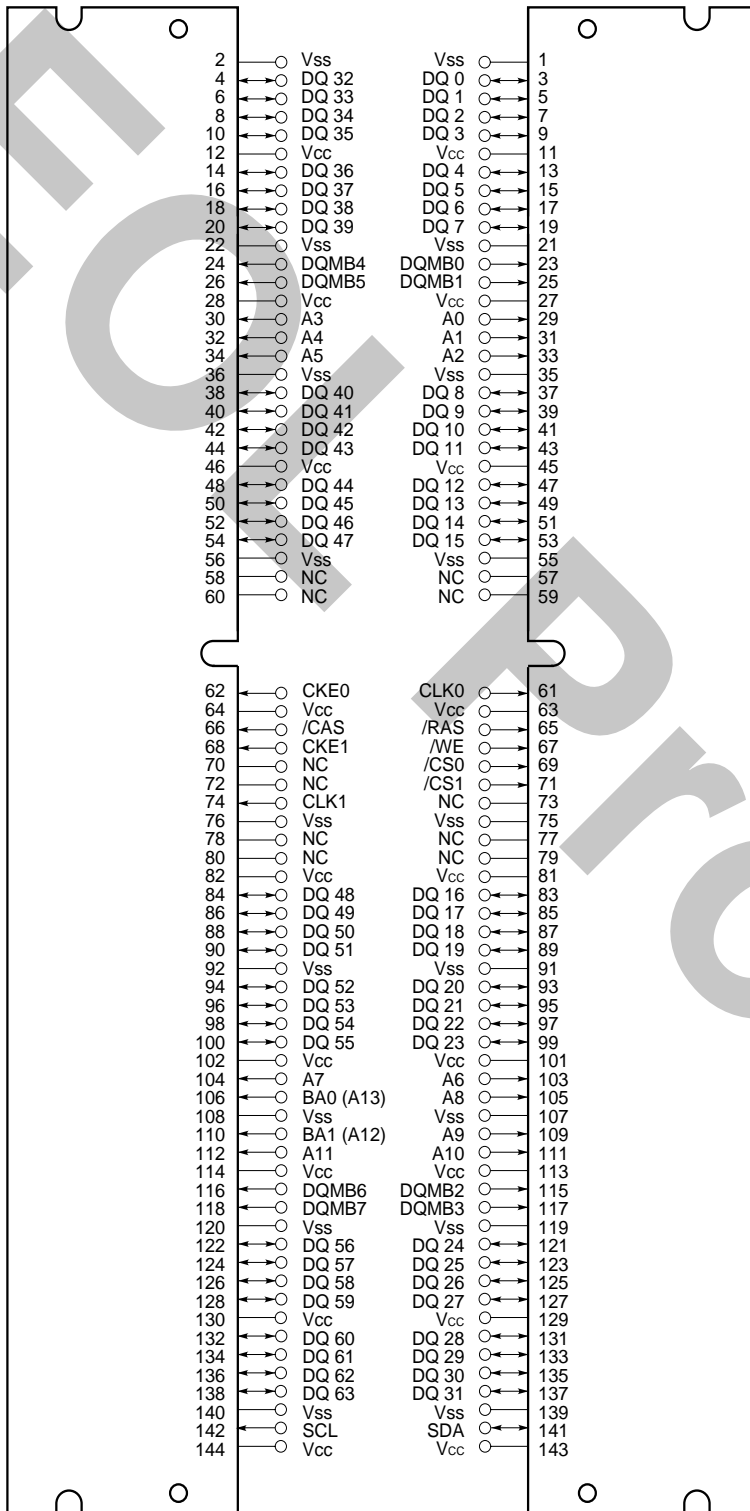 2 Vss Vss 1
4 DQ 32 DQ 0 3
6 DQ 33 DQ 1 5
8 DQ 34 DQ 2 7
10 DQ 35 DQ 3 9
12 Vcc Vcc 11
14 DQ 36 DQ 4 13
16 DQ 37 DQ 5 15
18 DQ 38 DQ 6 17
20 DQ 39 DQ 7 19
22 Vss Vss 21
24 DQMB4 DQMB0 23
26 DQMB5 DQMB1 25
28 Vcc Vcc 27
30 A3 A0 29
32 A4 A1 31
34 A5 A2 33
36 Vss Vss 35
38 DQ 40 DQ 8 37
40 DQ 41 DQ 9 39
42 DQ 42 DQ 10 41
44 DQ 43 DQ 11 43
46 Vcc Vcc 45
48 DQ 44 DQ 12 47
50 DQ 45 DQ 13 49
52 DQ 46 DQ 14 51
54 DQ 47 DQ 15 53
56 Vss Vss 55
58 NC NC 57
60 NC NC 59
62 CKE0 CLK0 61
64 Vcc Vcc 63
66 /CAS /RAS 65
68 CKE1 /WE 67
70 NC /CS0 69
72 NC /CS1 71
74 CLK1 NC 73
76 Vss Vss 75
78 NC NC 77
80 NC NC 79
82 Vcc Vcc 81
84 DQ 48 DQ 16 83
86 DQ 49 DQ 17 85
88 DQ 50 DQ 18 87
90 DQ 51 DQ 19 89
92 Vss Vss 91
94 DQ 52 DQ 20 93
96 DQ 53 DQ 21 95
98 DQ 54 DQ 22 97
100 DQ 55 DQ 23 99
102 Vcc Vcc 101
104 A7 A6 103
106 BA0 (A13) A8 105
108 Vss Vss 107
110 BA1 (A12) A9 109
112 A11 A10 111
114 Vcc Vcc 113
116 DQMB6 DQMB2 115
118 DQMB7 DQMB3 117
120 Vss Vss 119
122 DQ 56 DQ 24 121
124 DQ 57 DQ 25 123
126 DQ 58 DQ 26 125
128 DQ 59 DQ 27 127
130 Vcc Vcc 129
132 DQ 60 DQ 28 131
134 DQ 61 DQ 29 133
136 DQ 62 DQ 30 135
138 DQ 63 DQ 31 137
140 Vss Vss 139
142 SCL SDA 141
144 Vcc Vcc 143
EOL Pro